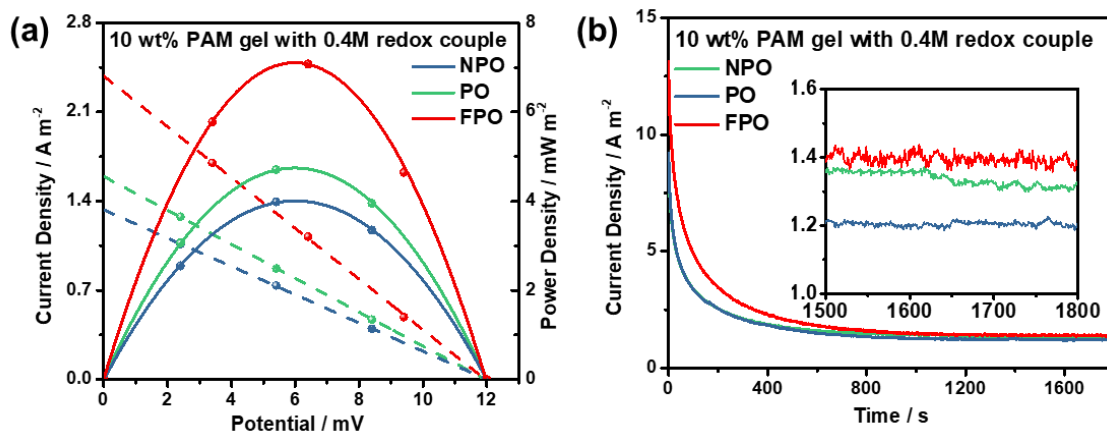 (a)
10 wt% PAM gel with 0.4M redox couple
NPO
PO
FPO
2.8
2.1
1.4
0.7
0.0
Current Density / A m-2
8
6
4
2
0
Power Density / mW m-2
0 2 4 6 8 10 12
Potential / mV
(b)
10 wt% PAM gel with 0.4M redox couple
NPO
PO
FPO
15
10
5
0
Current Density / A m-2
1.6
1.4
1.2
1.0
1500 1600 1700 1800
0 400 800 1200 1600
Time / s